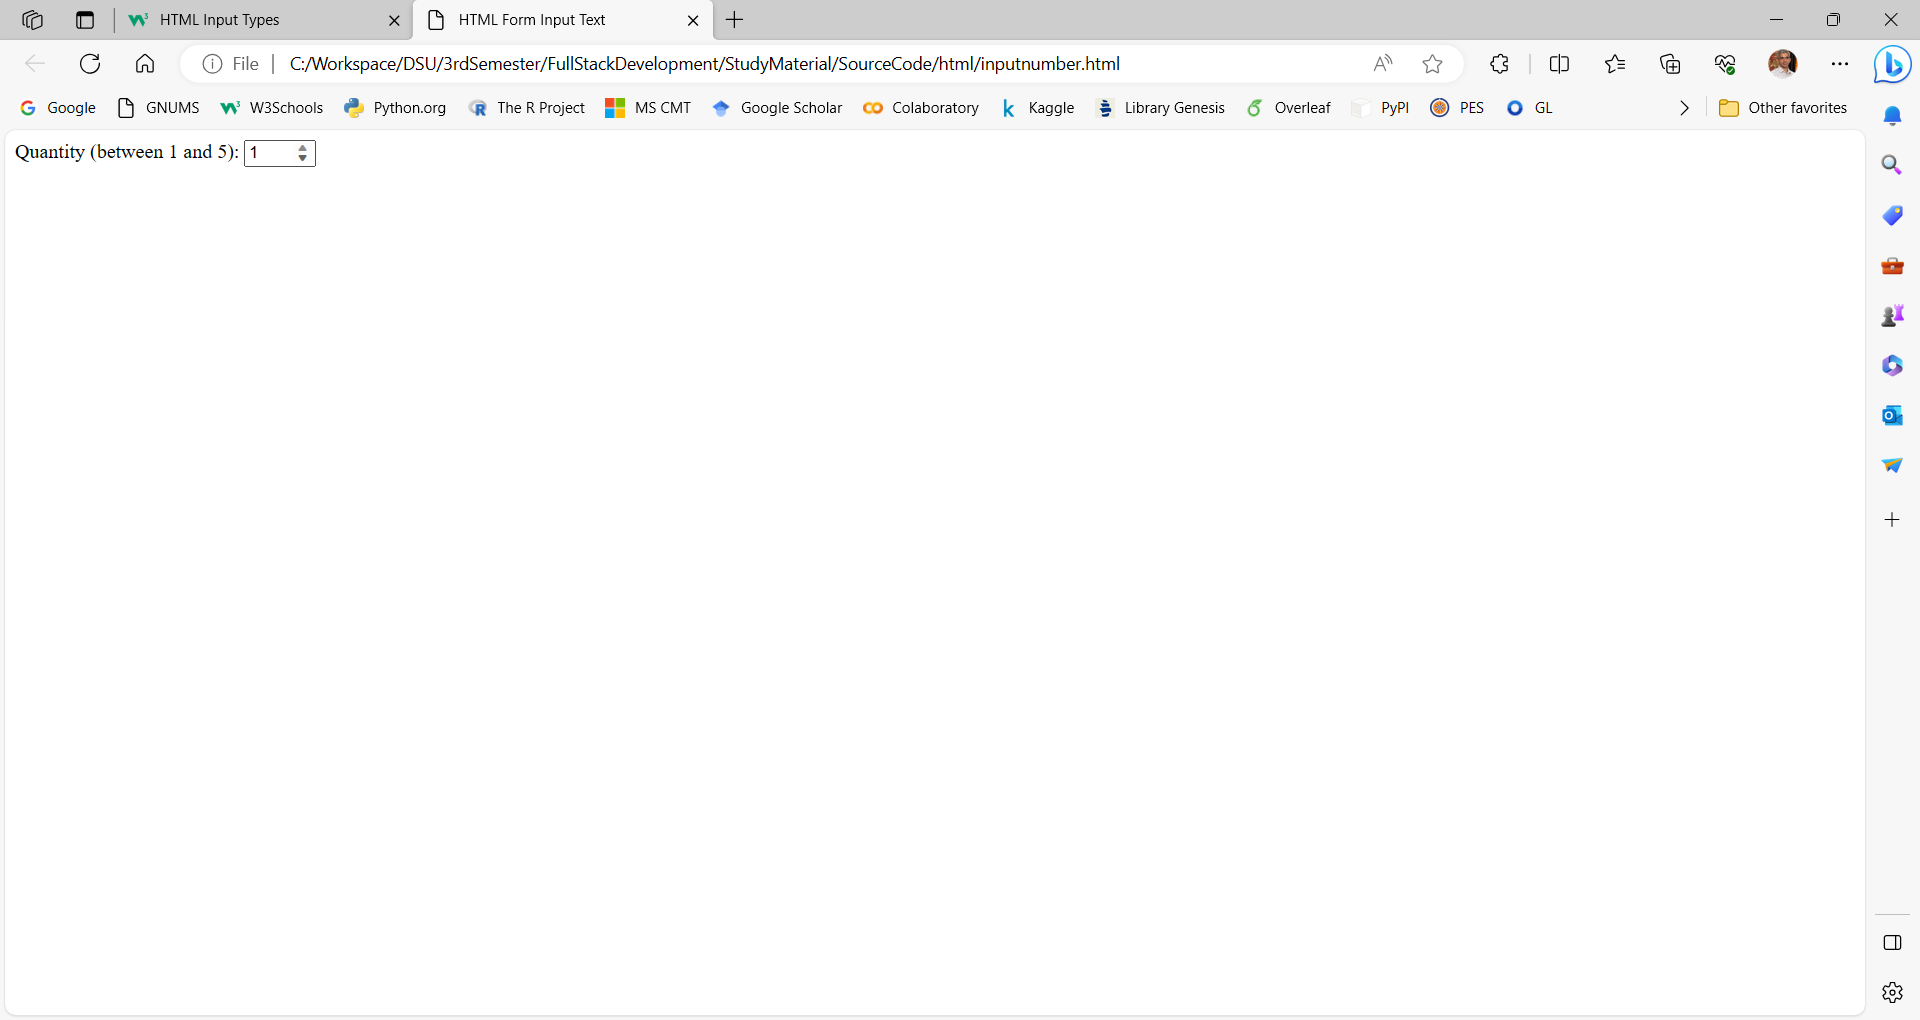 HTML Input Types
HTML Form Input Text
File
C:/Workspace/DSU/3rdSemester/FullStackDevelopment/StudyMaterial/SourceCode/html/inputnumber.html
Google
GNUMS
W3Schools
Python.org
The R Project
MS CMT
Google Scholar
Colaboratory
Kaggle
Library Genesis
Overleaf
PyPI
PES
GL
Other favorites
Quantity (between 1 and 5): 1